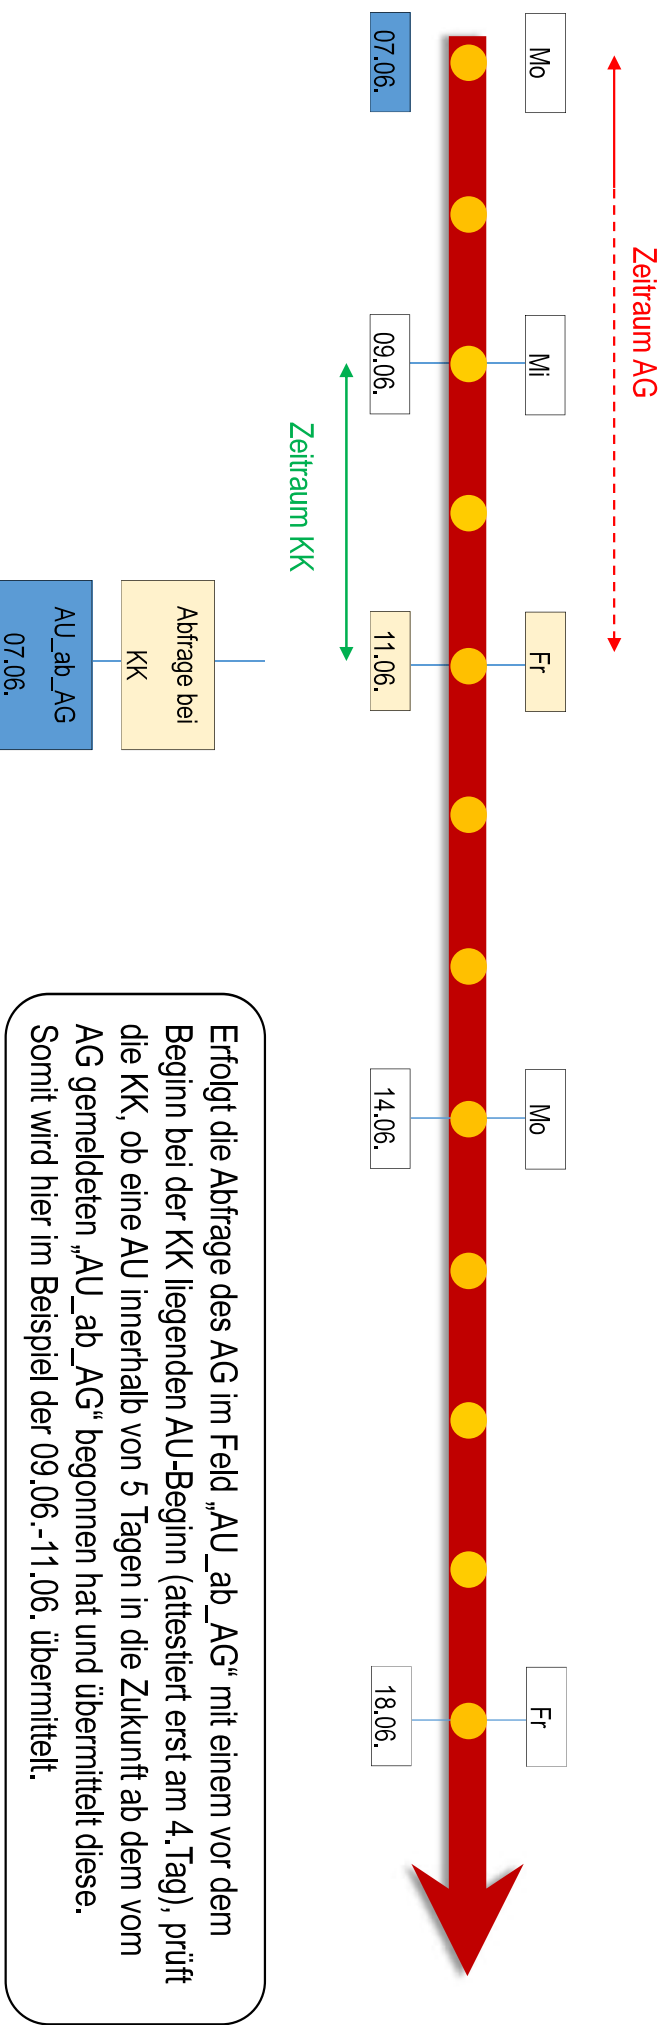 Zeitraum AG
Mo
Mi
Fr
Mo
Fr
07.06.
09.06.
11.06.
14.06.
18.06.
Zeitraum KK
Abfrage bei
KK
AU_ab_AG
07.06.
Erfolgt die Abfrage des AG im Feld „AU_ab_AG“ mit einem vor dem
Beginn bei der KK liegenden AU-Beginn (attestiert erst am 4.Tag), prüft
die KK, ob eine AU innerhalb von 5 Tagen in die Zukunft ab dem vom
AG gemeldeten „AU_ab_AG“ begonnen hat und übermittelt diese.
Somit wird hier im Beispiel der 09.06.-11.06. übermittelt.